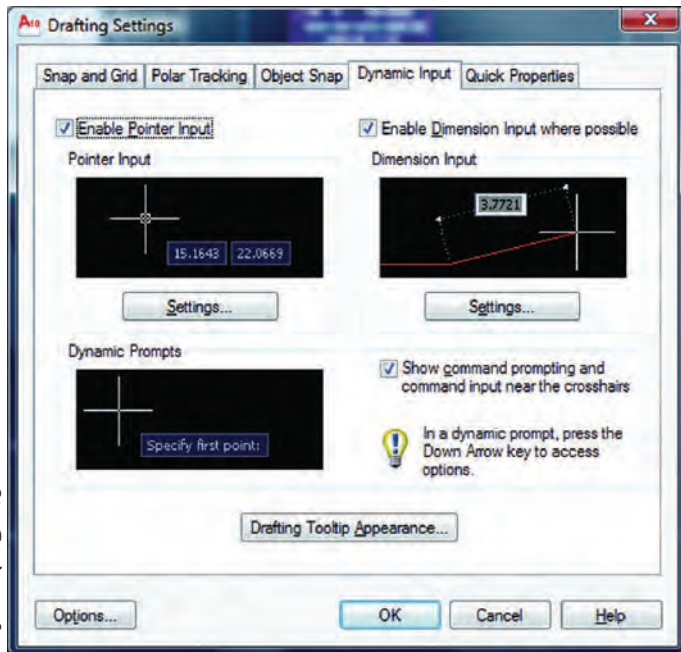 A10 Drafting Settings
Snap and Grid Polar Tracking Object Snap Dynamic Input Quick Properties
Enable Pointer Input
Enable Dimension Input where possible
Pointer Input
Dimension Input
15.1643 22.0669
3.7721
Settings...
Settings...
Dynamic Prompts
Specify first point:
Show command prompting and
command input near the crosshairs
In a dynamic prompt, press the
Down Arrow key to access
options.
Drafting Tooltip Appearance...
Options...
OK
Cancel
Help